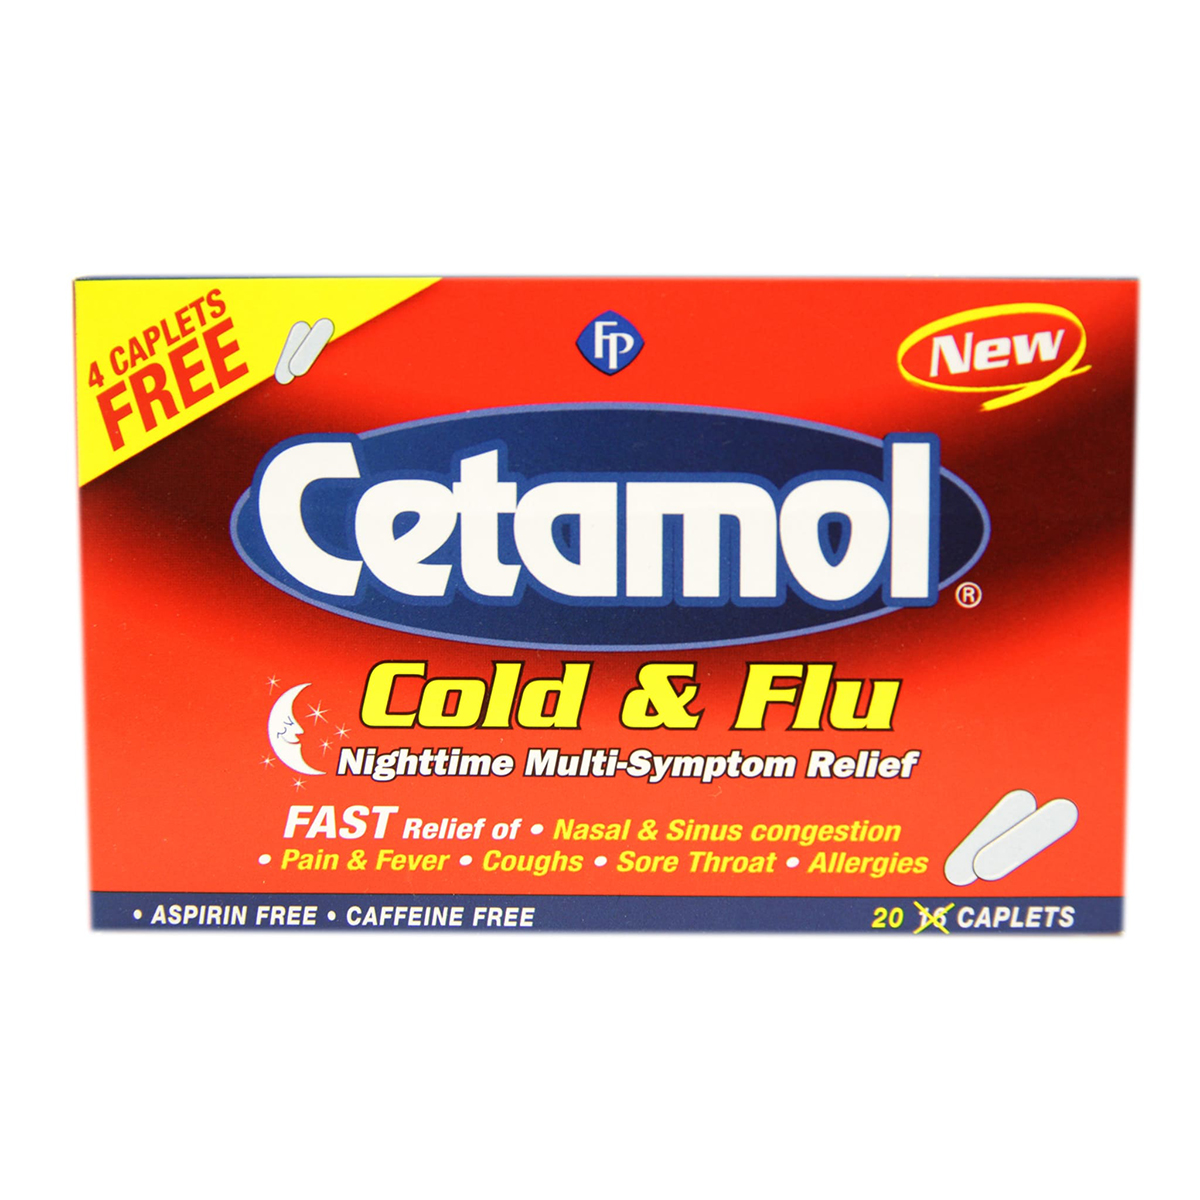 4 CAPLETS
FREE
FP
New
Cetamol®
Cold & Flu
Nighttime Multi-Symptom Relief
FAST Relief of • Nasal & Sinus congestion
• Pain & Fever • Coughs • Sore Throat • Allergies
• ASPIRIN FREE • CAFFEINE FREE
20 16 CAPLETS